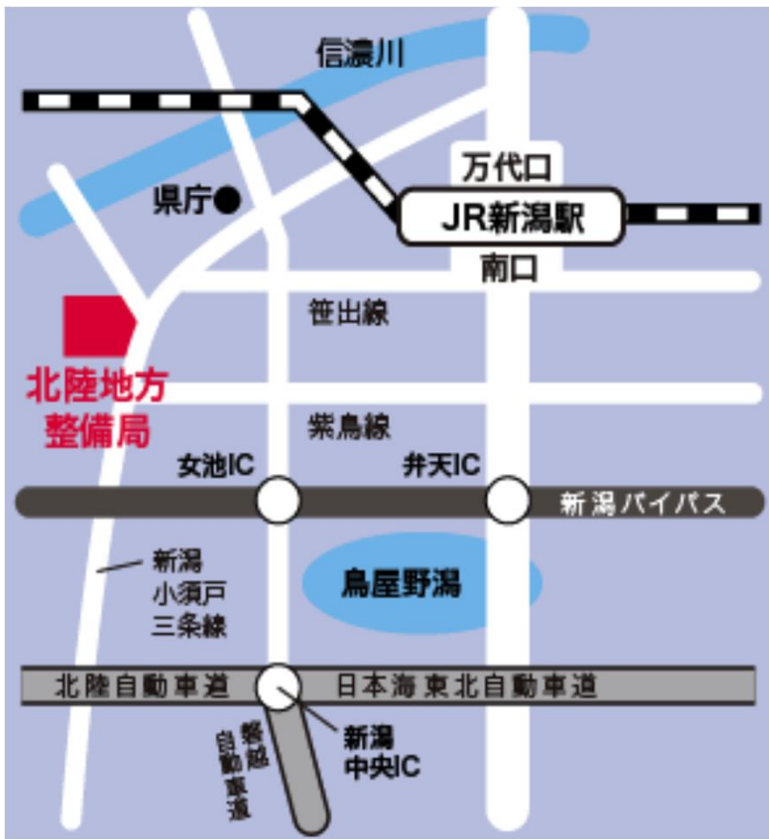 信濃川
万代口
県庁
JR新潟駅
南口
笹出線
北陸地方
整備局
紫鳥線
女池IC
弁天IC
新潟バイパス
新潟
小須戸
三条線
鳥屋野潟
北陸自動車道
日本海東北自動車道
磐越
自動車道
新潟
中央IC